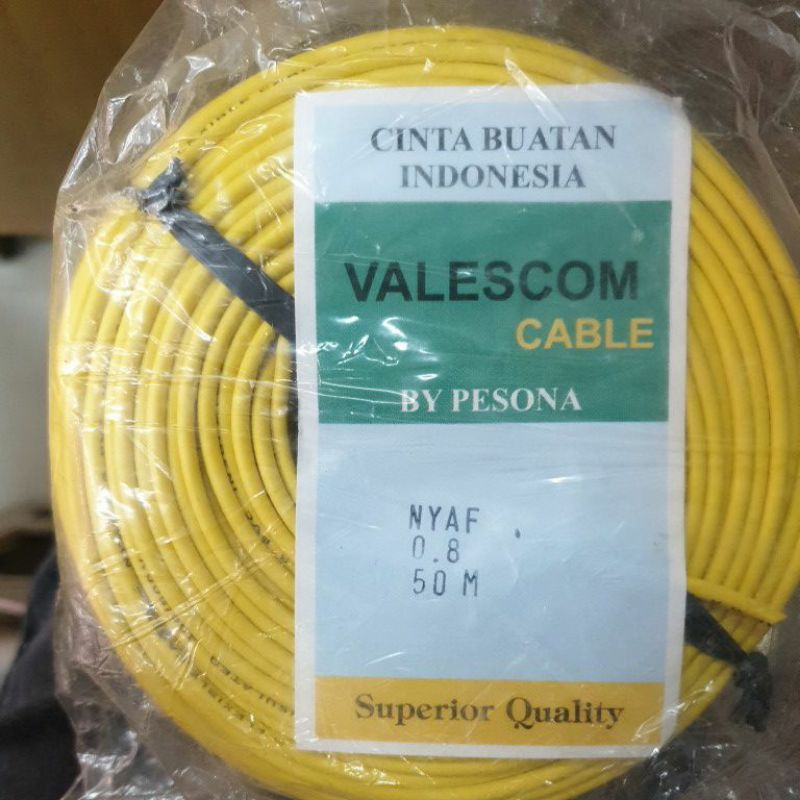 CINTA BUATAN
INDONESIA
VALESCOM
CABLE
BY PESONA
NYAF
0.8
50 M
Superior Quality